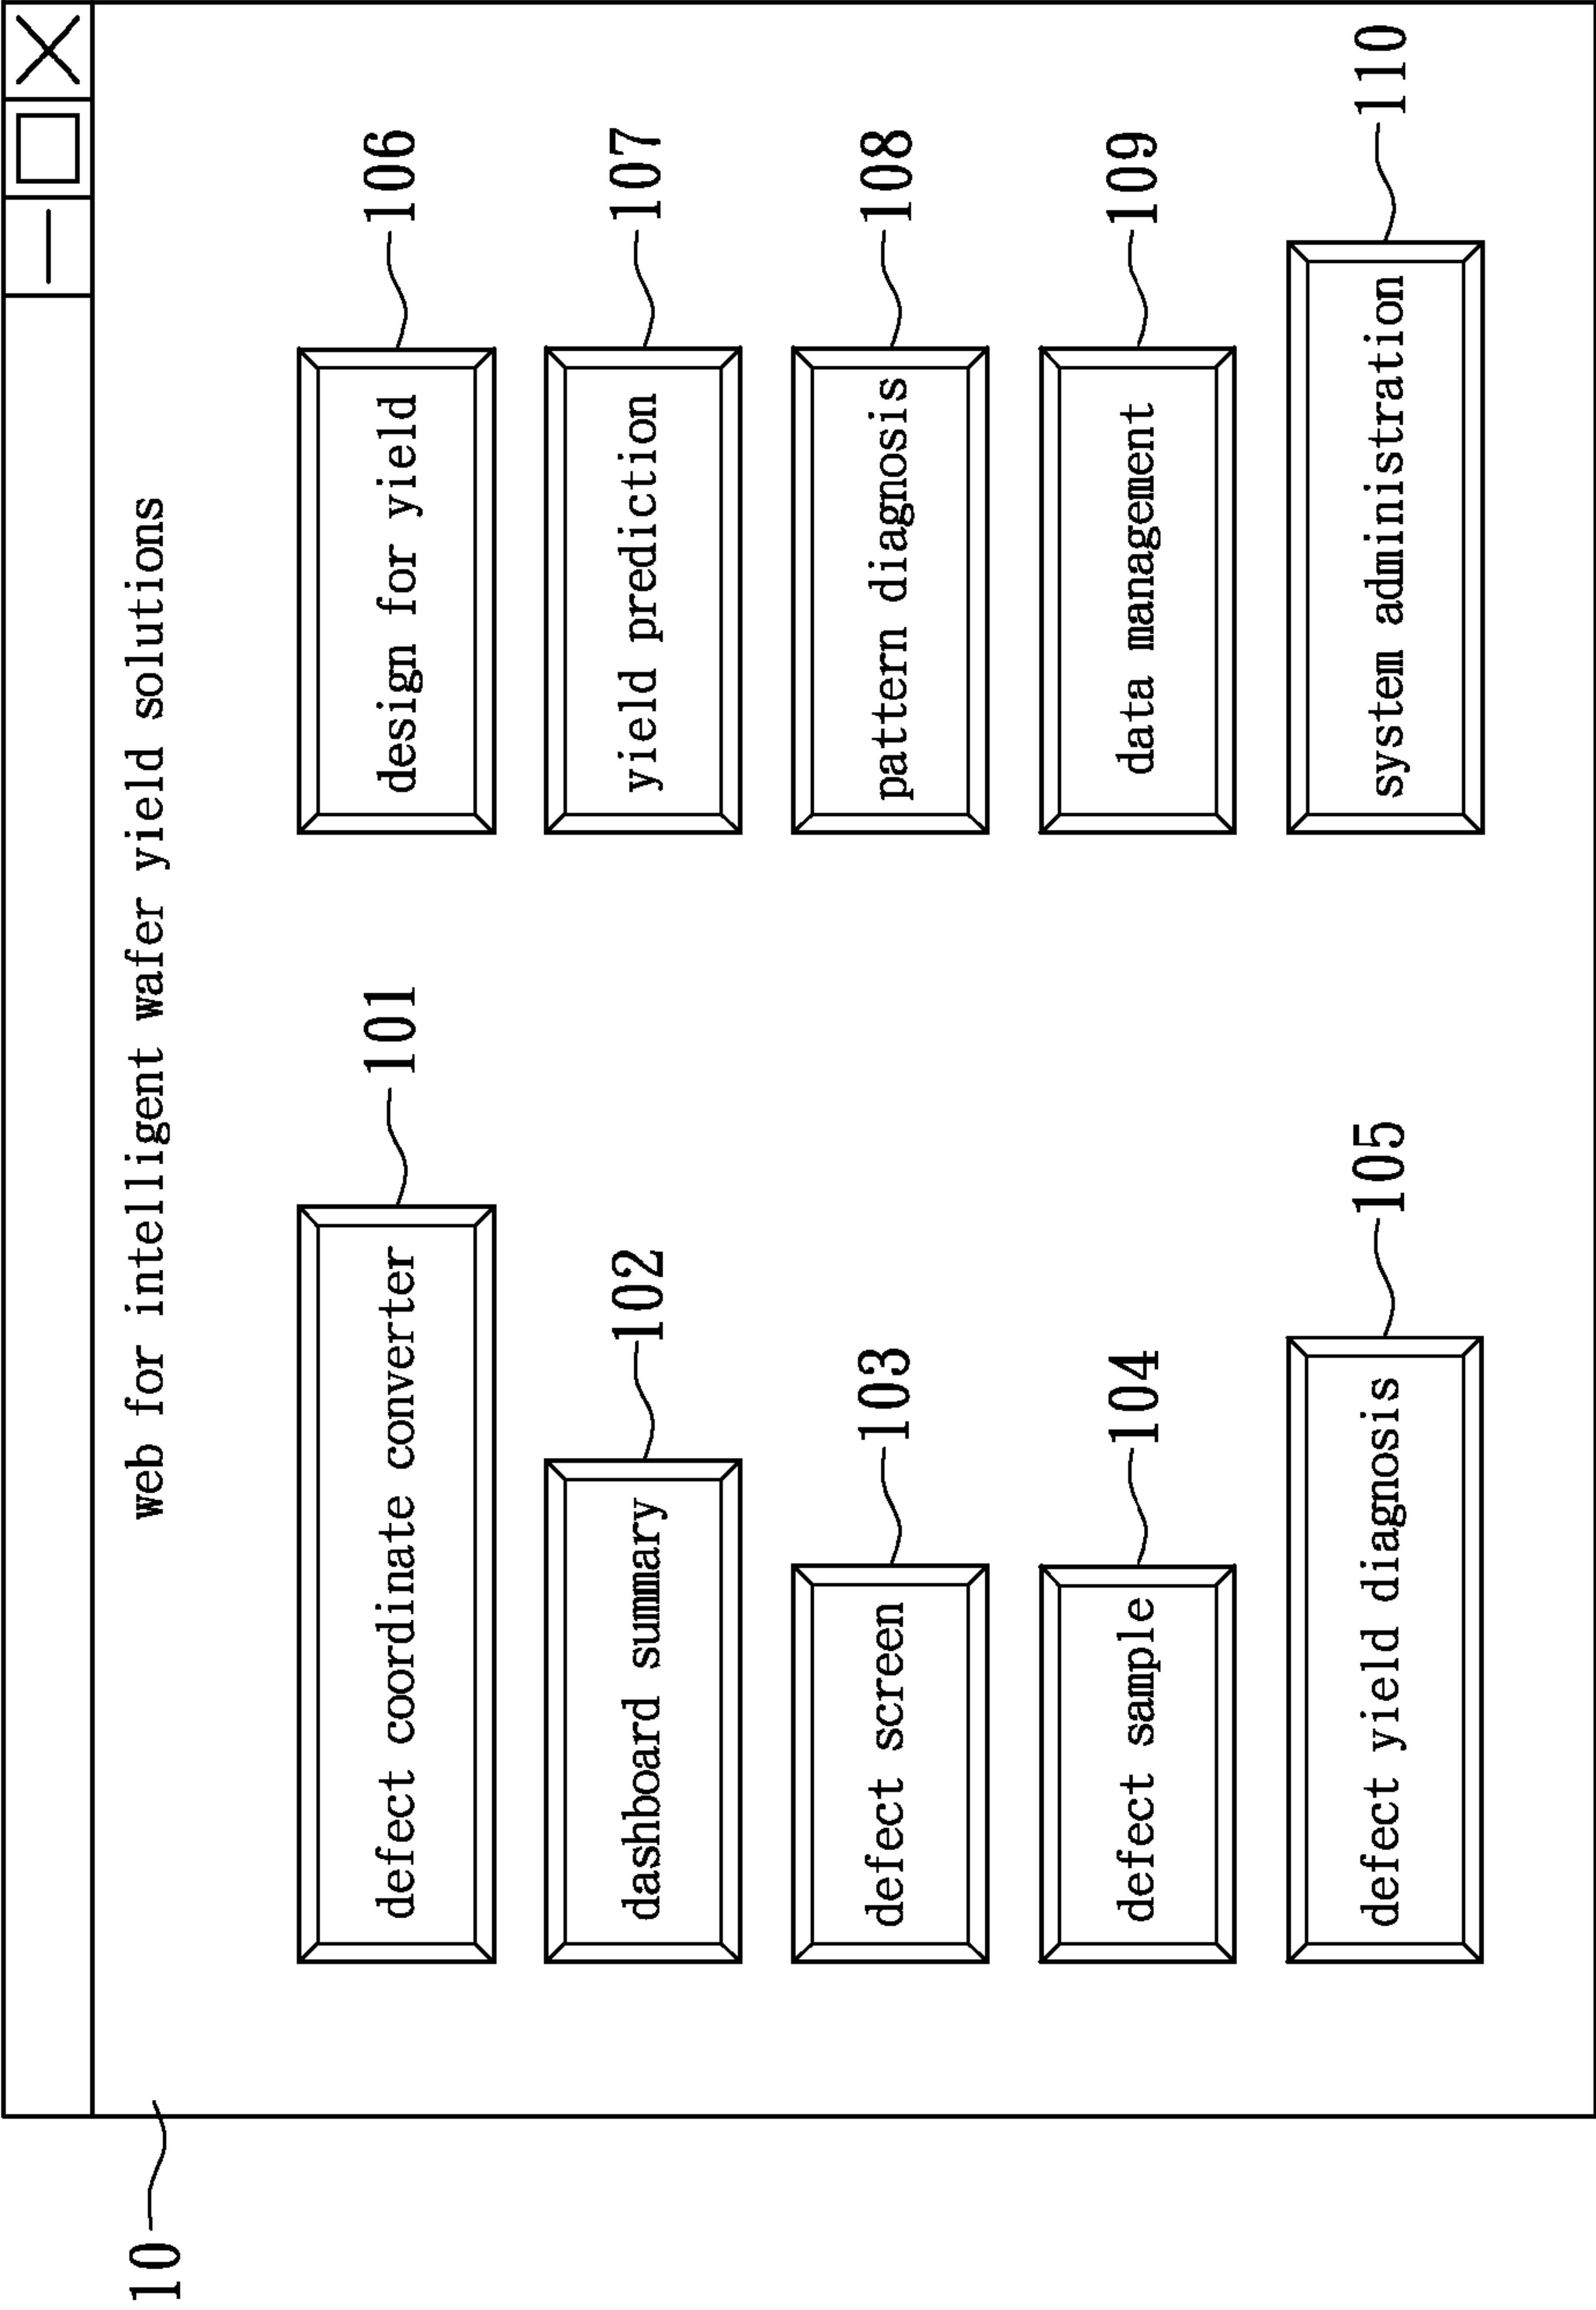 10
web for intelligent wafer yield solutions
defect coordinate converter
101
dashboard summary
102
defect screen
103
defect sample
104
defect yield diagnosis
105
design for yield
106
yield prediction
107
pattern diagnosis
108
data management
109
system administration
110